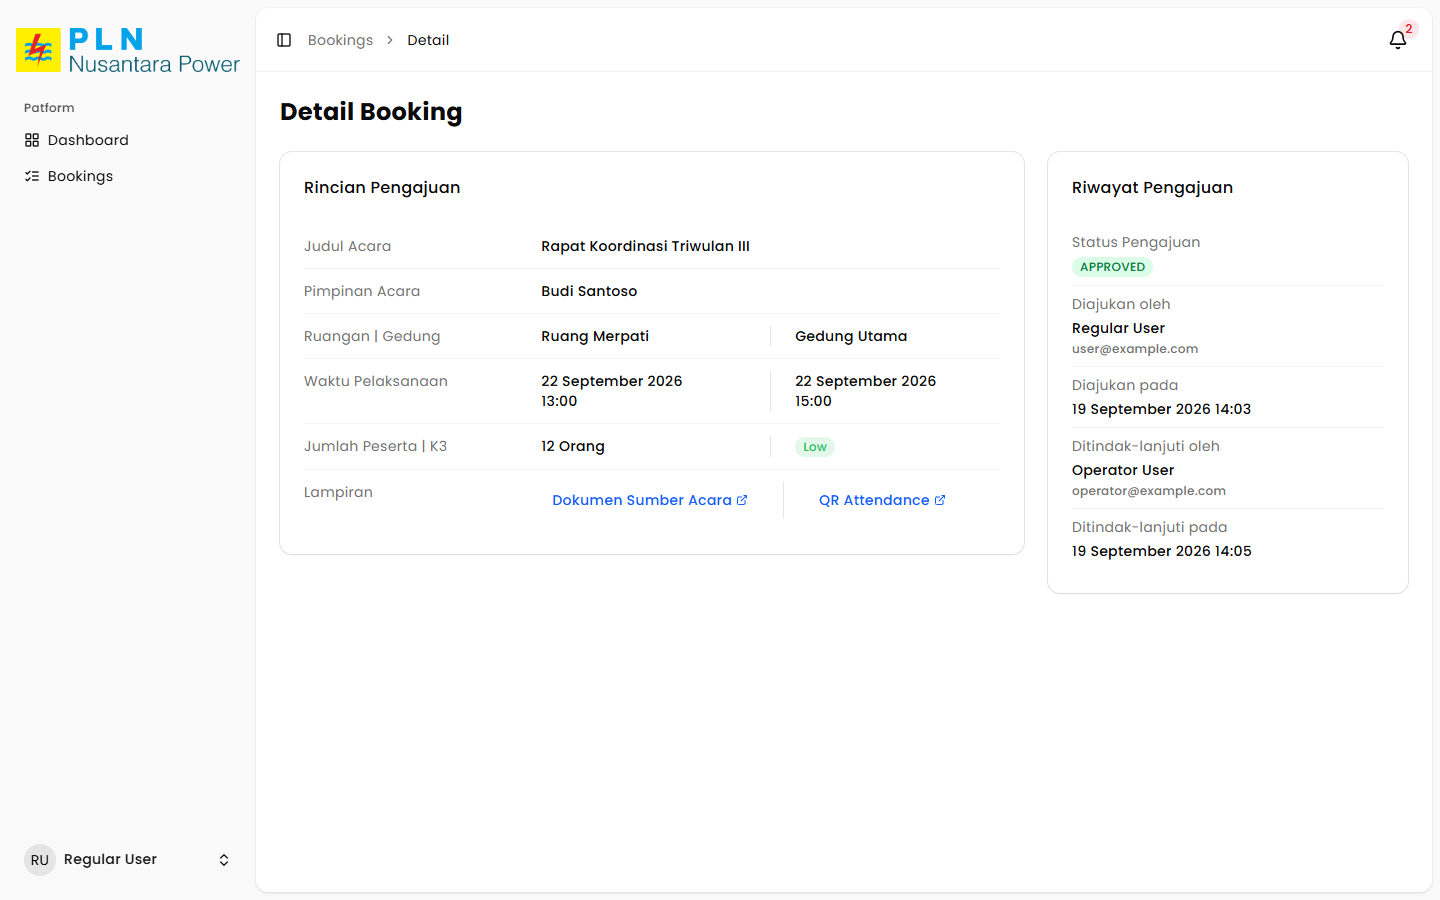 PLN
Nusantara Power
Patform
Dashboard
Bookings
RU
Regular User
Bookings
Detail
2
Detail Booking
Rincian Pengajuan
Judul Acara
Rapat Koordinasi Triwulan III
Pimpinan Acara
Budi Santoso
Ruangan | Gedung
Ruang Merpati
Gedung Utama
Waktu Pelaksanaan
22 September 2026
13:00
22 September 2026
15:00
Jumlah Peserta | K3
12 Orang
Low
Lampiran
Dokumen Sumber Acara
QR Attendance
Riwayat Pengajuan
Status Pengajuan
APPROVED
Diajukan oleh
Regular User
user@example.com
Diajukan pada
19 September 2026 14:03
Ditindak-lanjuti oleh
Operator User
operator@example.com
Ditindak-lanjuti pada
19 September 2026 14:05